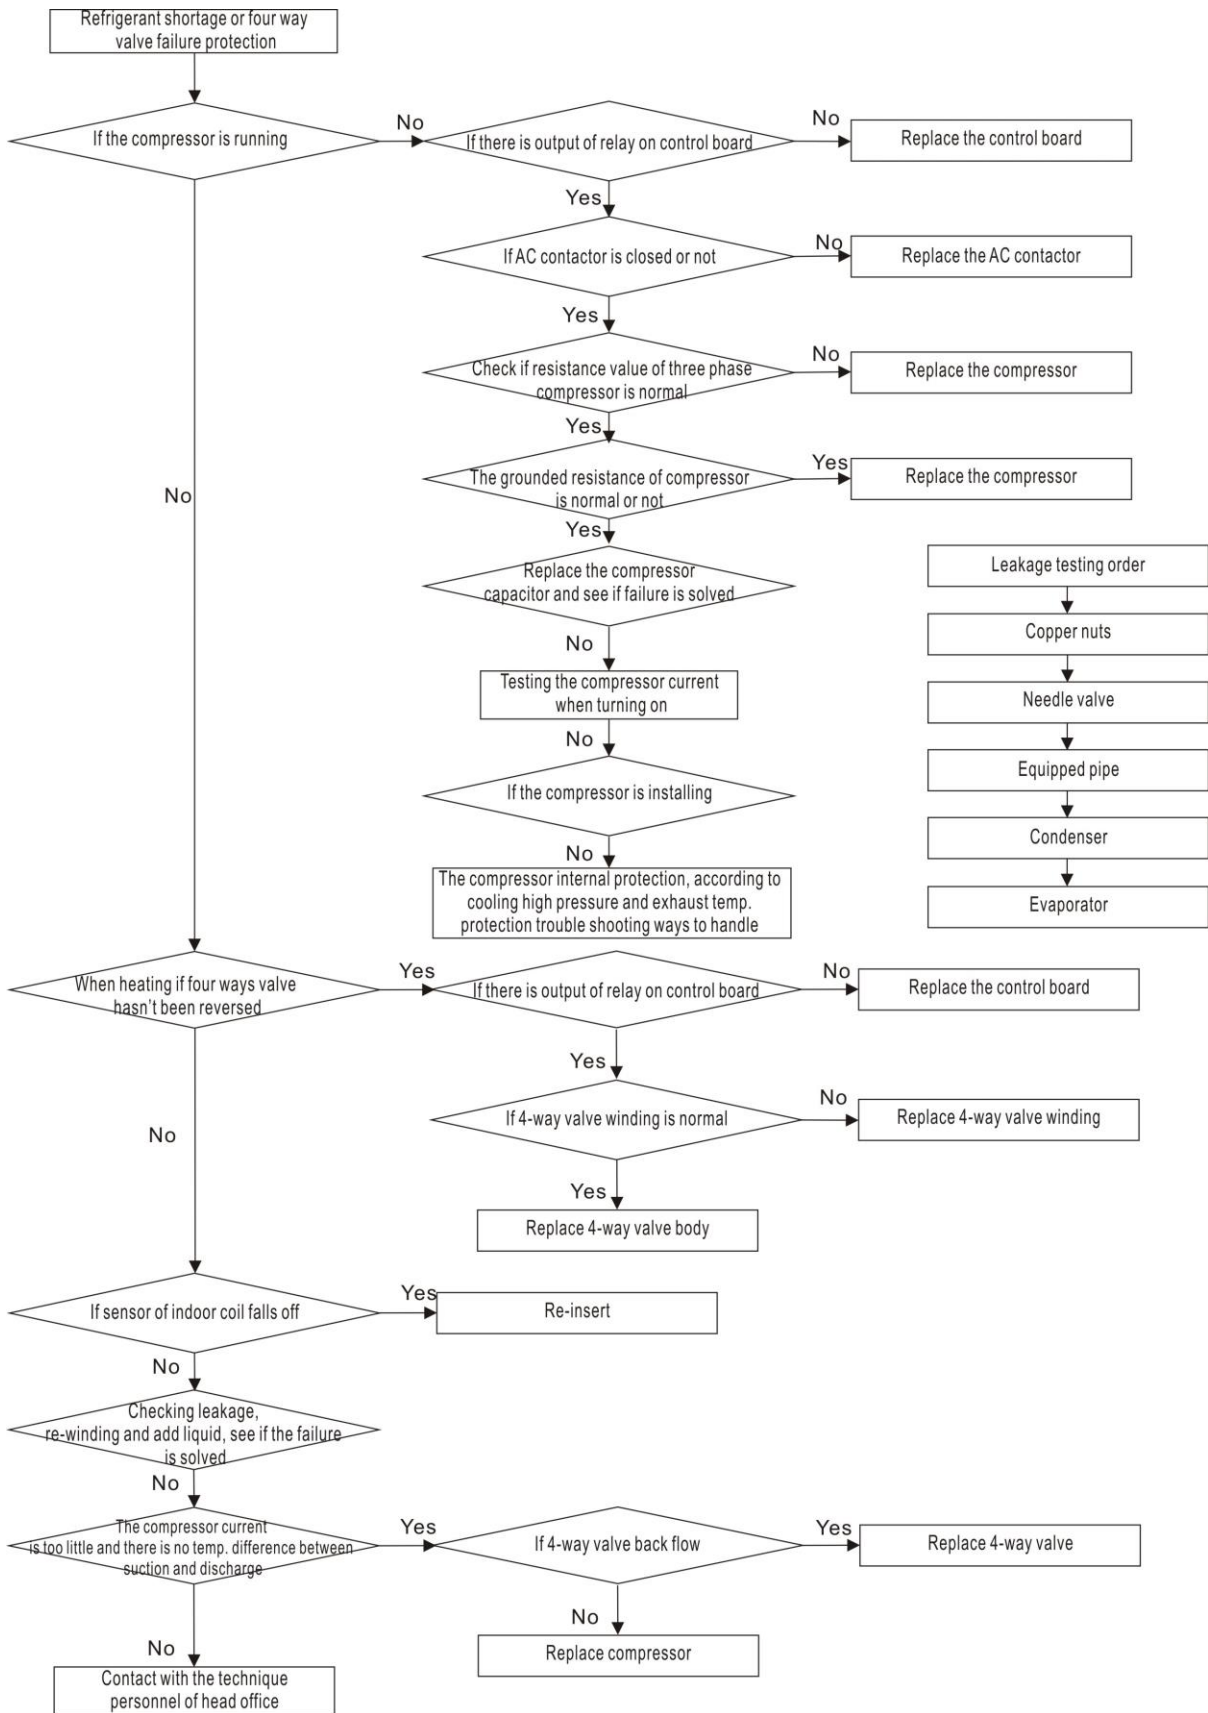 Refrigerant shortage or four way
valve failure protection
If the compressor is running
No
If there is output of relay on control board
No
Replace the control board
Yes
If AC contactor is closed or not
No
Replace the AC contactor
Yes
Check if resistance value of three phase
compressor is normal
No
Replace the compressor
Yes
The grounded resistance of compressor
is normal or not
Yes
Replace the compressor
No
Yes
Replace the compressor
capacitor and see if failure is solved
No
Testing the compressor current
when turning on
No
If the compressor is installing
No
The compressor internal protection, according to
cooling high pressure and exhaust temp.
protection trouble shooting ways to handle
Leakage testing order
Copper nuts
Needle valve
Equipped pipe
Condenser
Evaporator
When heating if four ways valve
hasn't been reversed
Yes
If there is output of relay on control board
No
Replace the control board
Yes
If 4-way valve winding is normal
No
Replace 4-way valve winding
No
Yes
Replace 4-way valve body
If sensor of indoor coil falls off
Yes
Re-insert
No
Checking leakage,
re-winding and add liquid, see if the failure
is solved
No
The compressor current
is too little and there is no temp. difference between
suction and discharge
Yes
If 4-way valve back flow
Yes
Replace 4-way valve
No
Replace compressor
No
Contact with the technique
personnel of head office